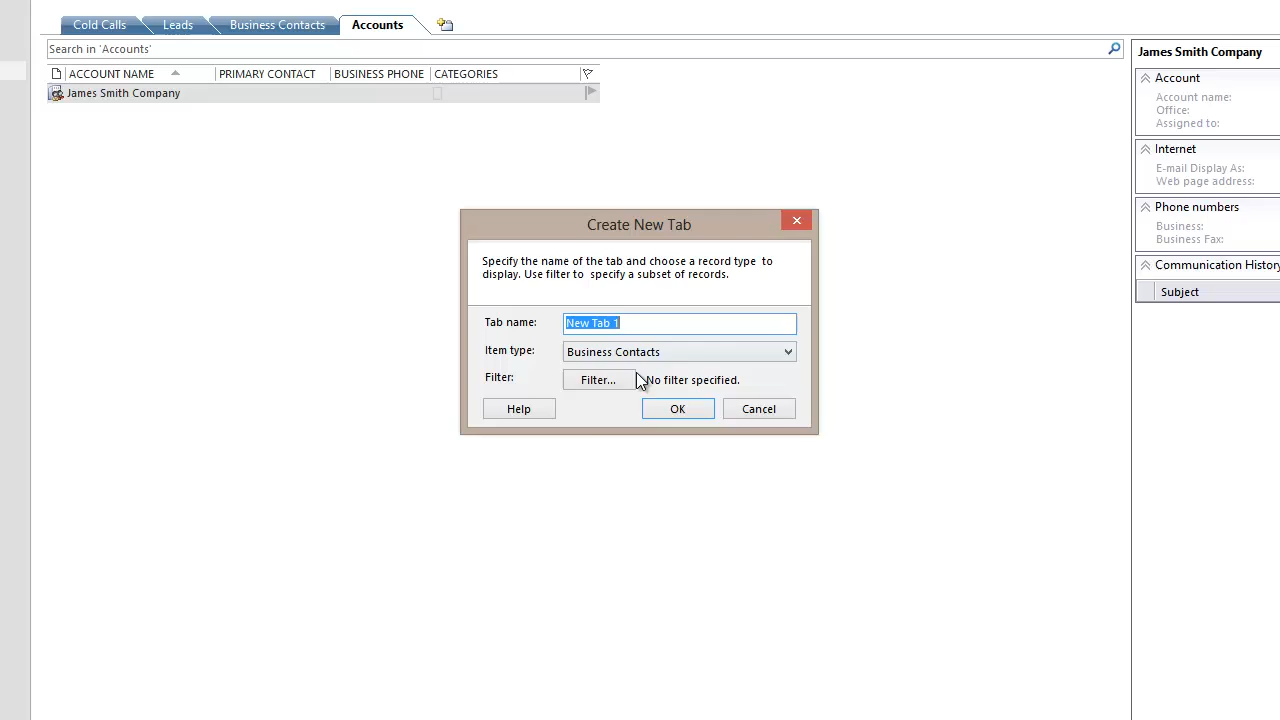 Cold Calls
Leads
Business Contacts
Accounts
Search in 'Accounts'
ACCOUNT NAME
PRIMARY CONTACT
BUSINESS PHONE
CATEGORIES
James Smith Company
Create New Tab
Specify the name of the tab and choose a record type to
display. Use filter to specify a subset of records.
Tab name:
New Tab 1
Item type:
Business Contacts
Filter:
Filter...
No filter specified.
Help
OK
Cancel
James Smith Company
Account
Account name:
Office:
Assigned to:
Internet
E-mail Display As:
Web page address:
Phone numbers
Business:
Business Fax:
Communication History
Subject